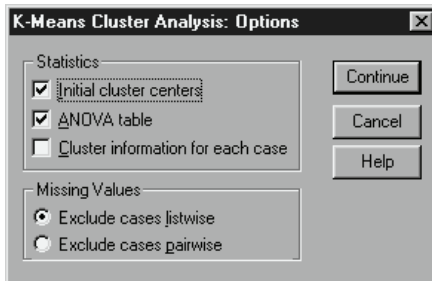 K-Means Cluster Analysis: Options
Statistics
Initial cluster centers
ANOVA table
Cluster information for each case
Continue
Cancel
Help
Missing Values
Exclude cases listwise
Exclude cases pairwise